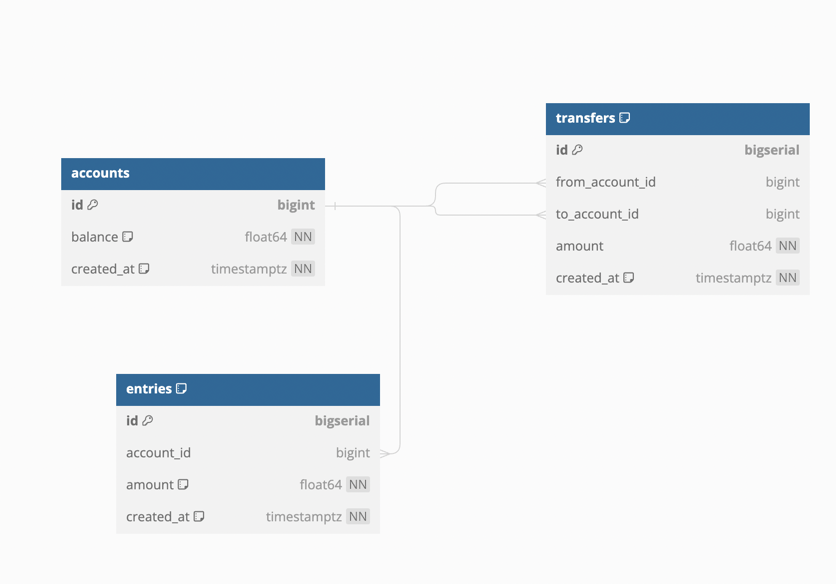 accounts
id bigint
balance float64 NN
created_at timestamptz NN
transfers
id bigserial
from_account_id bigint
to_account_id bigint
amount float64 NN
created_at timestamptz NN
entries
id bigserial
account_id bigint
amount float64 NN
created_at timestamptz NN